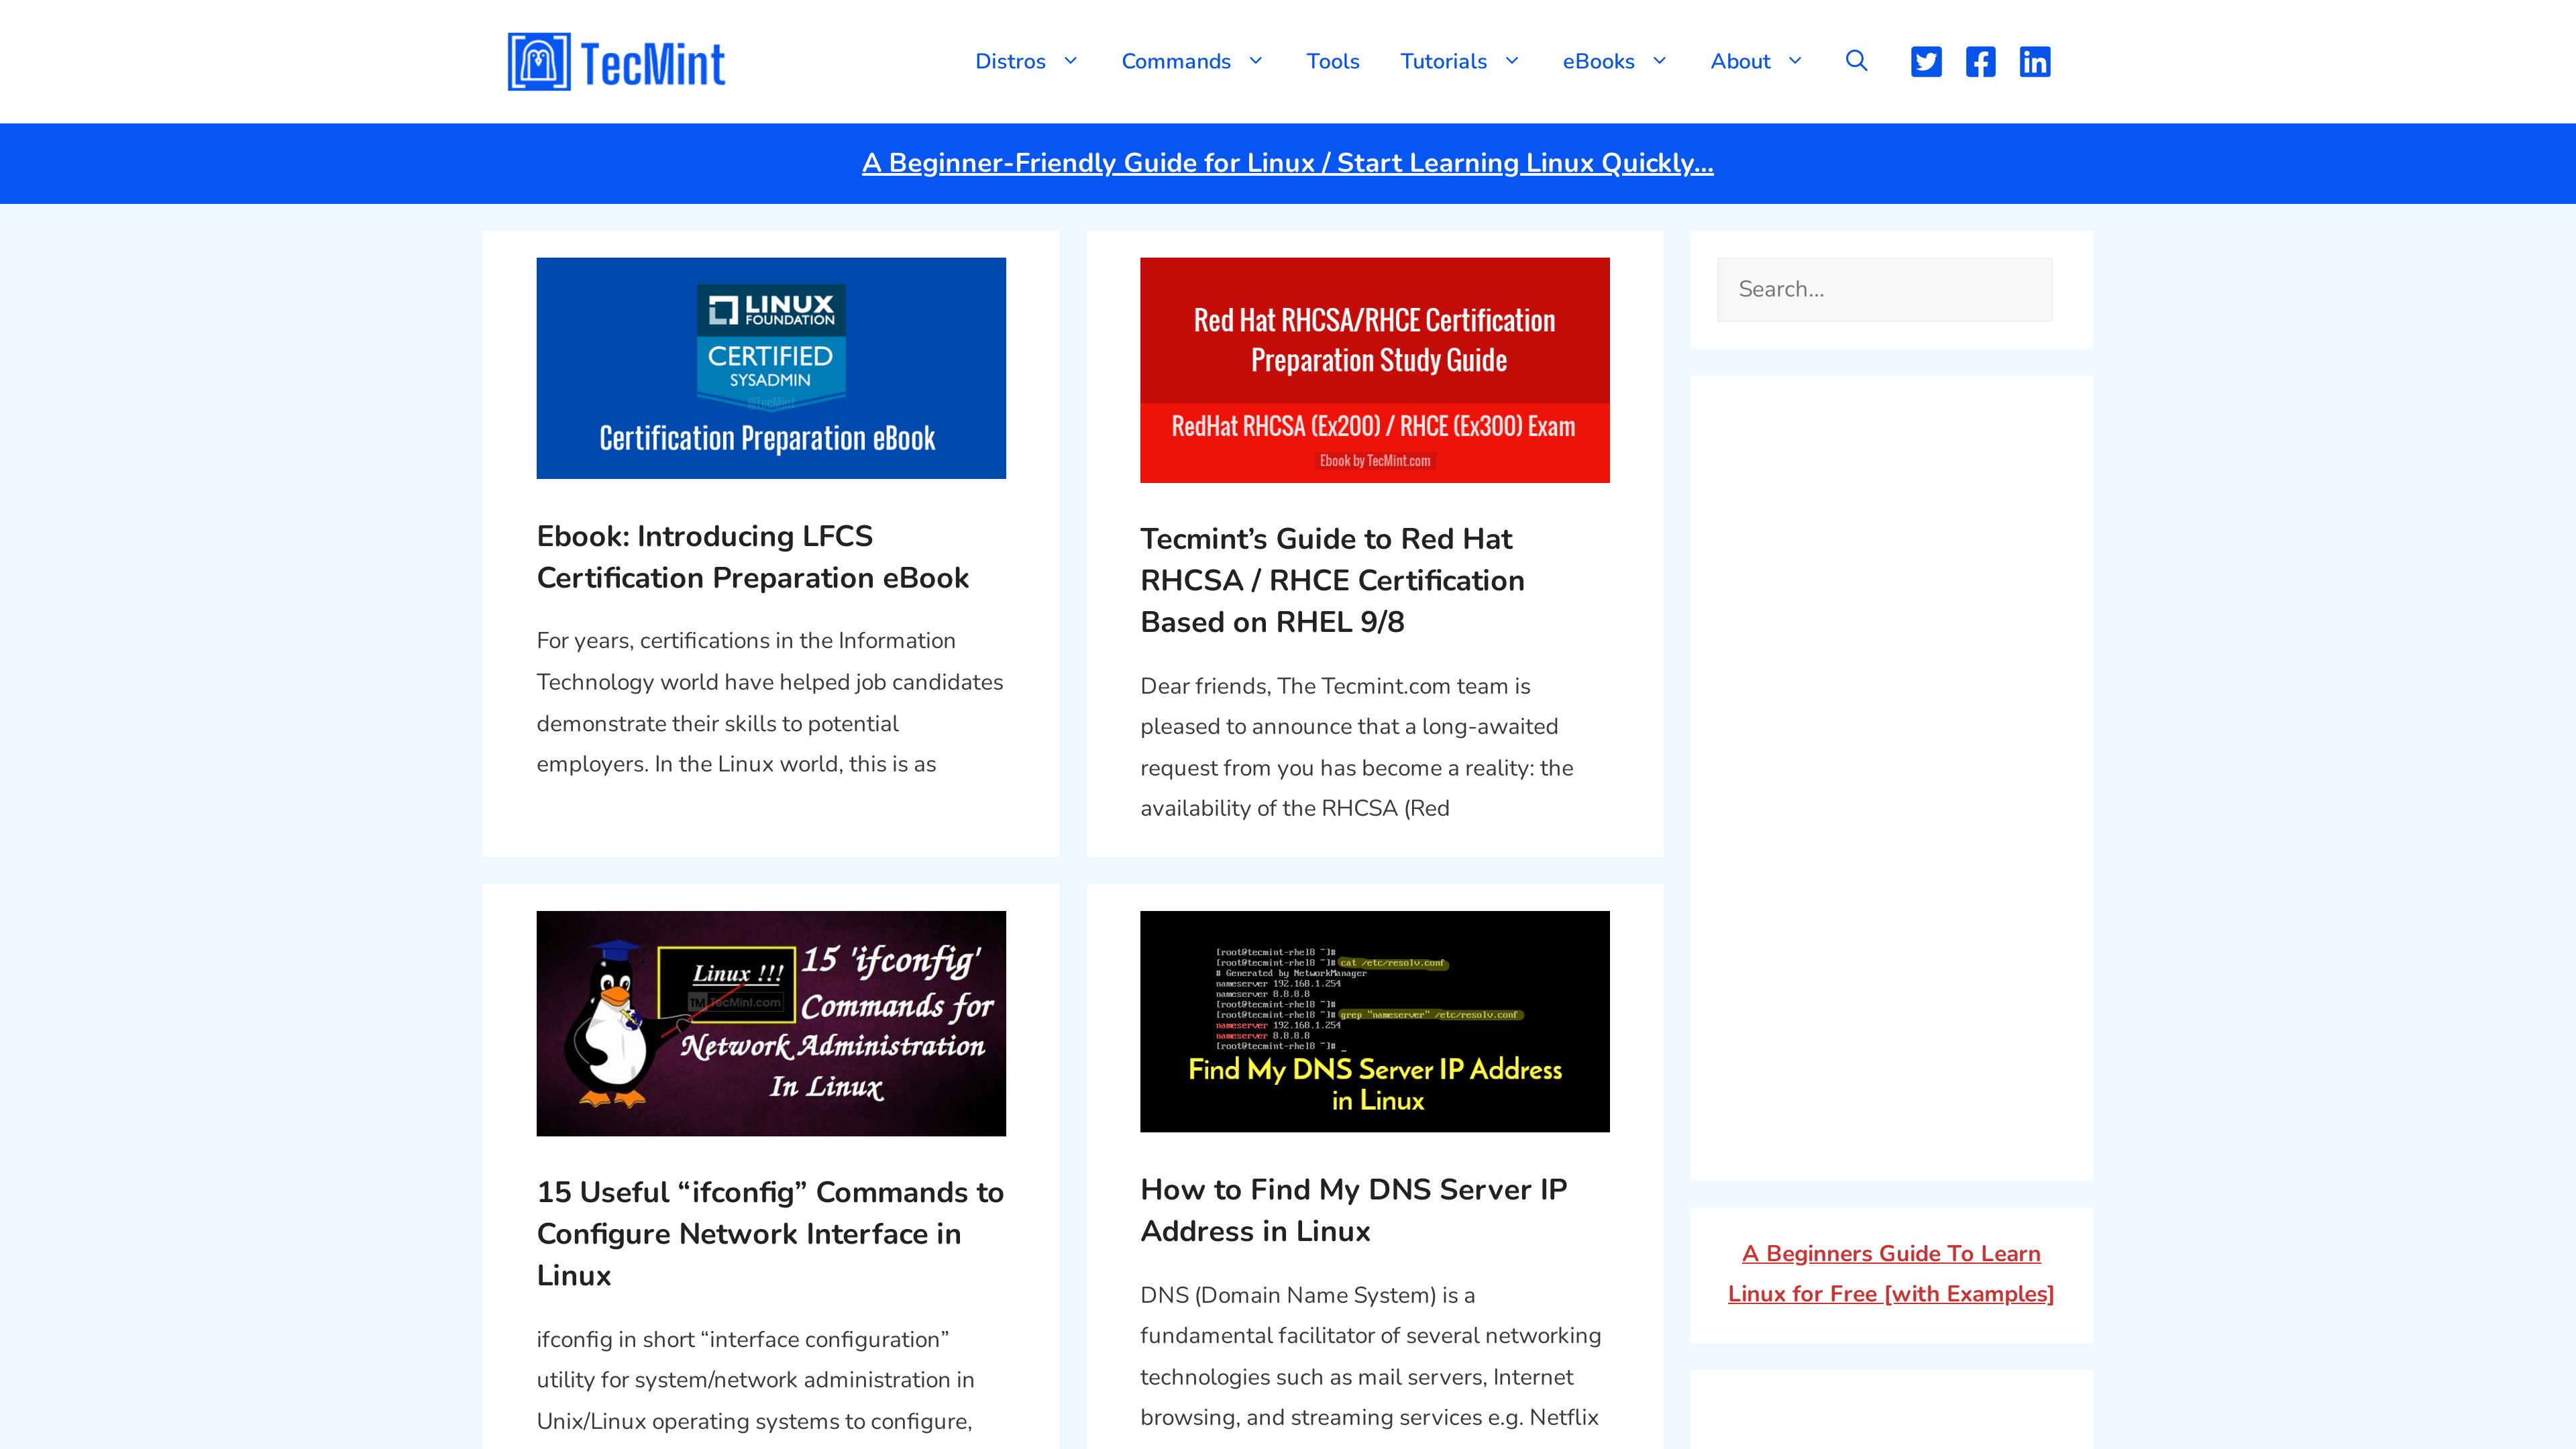 TecMint
Distros
Commands
Tools
Tutorials
eBooks
About
A Beginner-Friendly Guide for Linux / Start Learning Linux Quickly...
LINUX
FOUNDATION
CERTIFIED
SYSADMIN
@TecMint
Certification Preparation eBook
Ebook: Introducing LFCS
Certification Preparation eBook
For years, certifications in the Information
Technology world have helped job candidates
demonstrate their skills to potential
employers. In the Linux world, this is as
Red Hat RHCSA/RHCE Certification
Preparation Study Guide
RedHat RHCSA (Ex200) / RHCE (Ex300) Exam
Ebook by TecMint.com
Tecmint’s Guide to Red Hat
RHCSA / RHCE Certification
Based on RHEL 9/8
Dear friends, The Tecmint.com team is
pleased to announce that a long-awaited
request from you has become a reality: the
availability of the RHCSA (Red
Search...
Linux !!!
TM TecMint.com
15 'ifconfig'
Commands for
Network Administration
In Linux
15 Useful “ifconfig” Commands to
Configure Network Interface in
Linux
ifconfig in short “interface configuration”
utility for system/network administration in
Unix/Linux operating systems to configure,
[root@tecmint-rhel8 ~]#
[root@tecmint-rhel8 ~]# cat /etc/resolv.conf
# Generated by NetworkManager
nameserver 192.168.1.254
nameserver 8.8.8.8
[root@tecmint-rhel8 ~]#
[root@tecmint-rhel8 ~]# grep "nameserver" /etc/resolv.conf
nameserver 192.168.1.254
nameserver 8.8.8.8
[root@tecmint-rhel8 ~]# _
Find My DNS Server IP Address
in Linux
How to Find My DNS Server IP
Address in Linux
DNS (Domain Name System) is a
fundamental facilitator of several networking
technologies such as mail servers, Internet
browsing, and streaming services e.g. Netflix
A Beginners Guide To Learn
Linux for Free [with Examples]